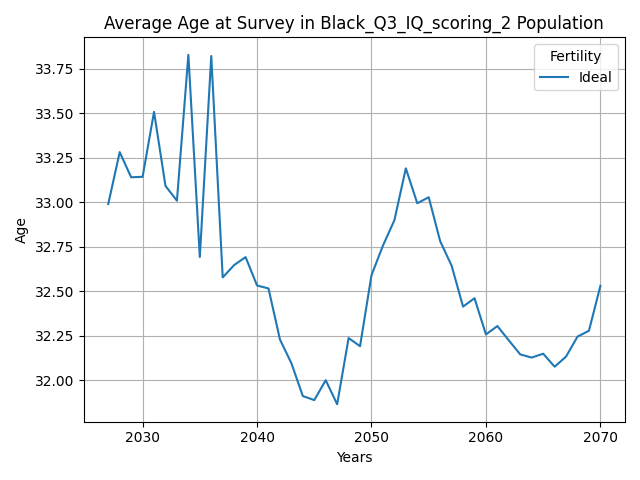 Average Age at Survey in Black_Q3_IQ_scoring_2 Population
Fertility
Ideal
Age
33.75
33.50
33.25
33.00
32.75
32.50
32.25
32.00
2030 2040 2050 2060 2070
Years